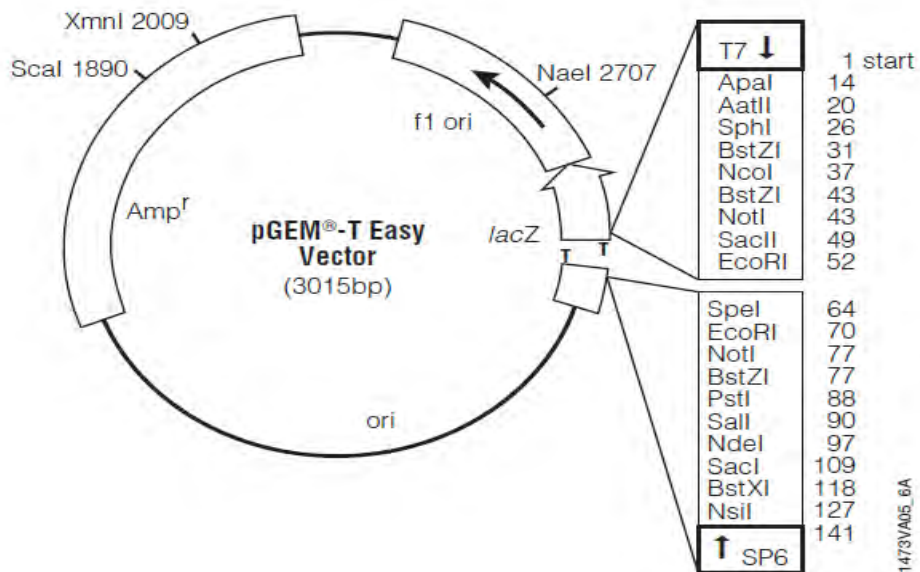 XmnI 2009
ScaI 1890
NaeI 2707
f1 ori
Ampʳ
pGEM®-T Easy
Vector
(3015bp)
lacZ
T T
ori
T7 ↓
1 start
ApaI 14
AatII 20
SphI 26
BstZI 31
NcoI 37
BstZI 43
NotI 43
SacII 49
EcoRI 52
SpeI 64
EcoRI 70
NotI 77
BstZI 77
PstI 88
SalI 90
NdeI 97
SacI 109
BstXI 118
NsiI 127
141
↑ SP6
1473VA05_6A